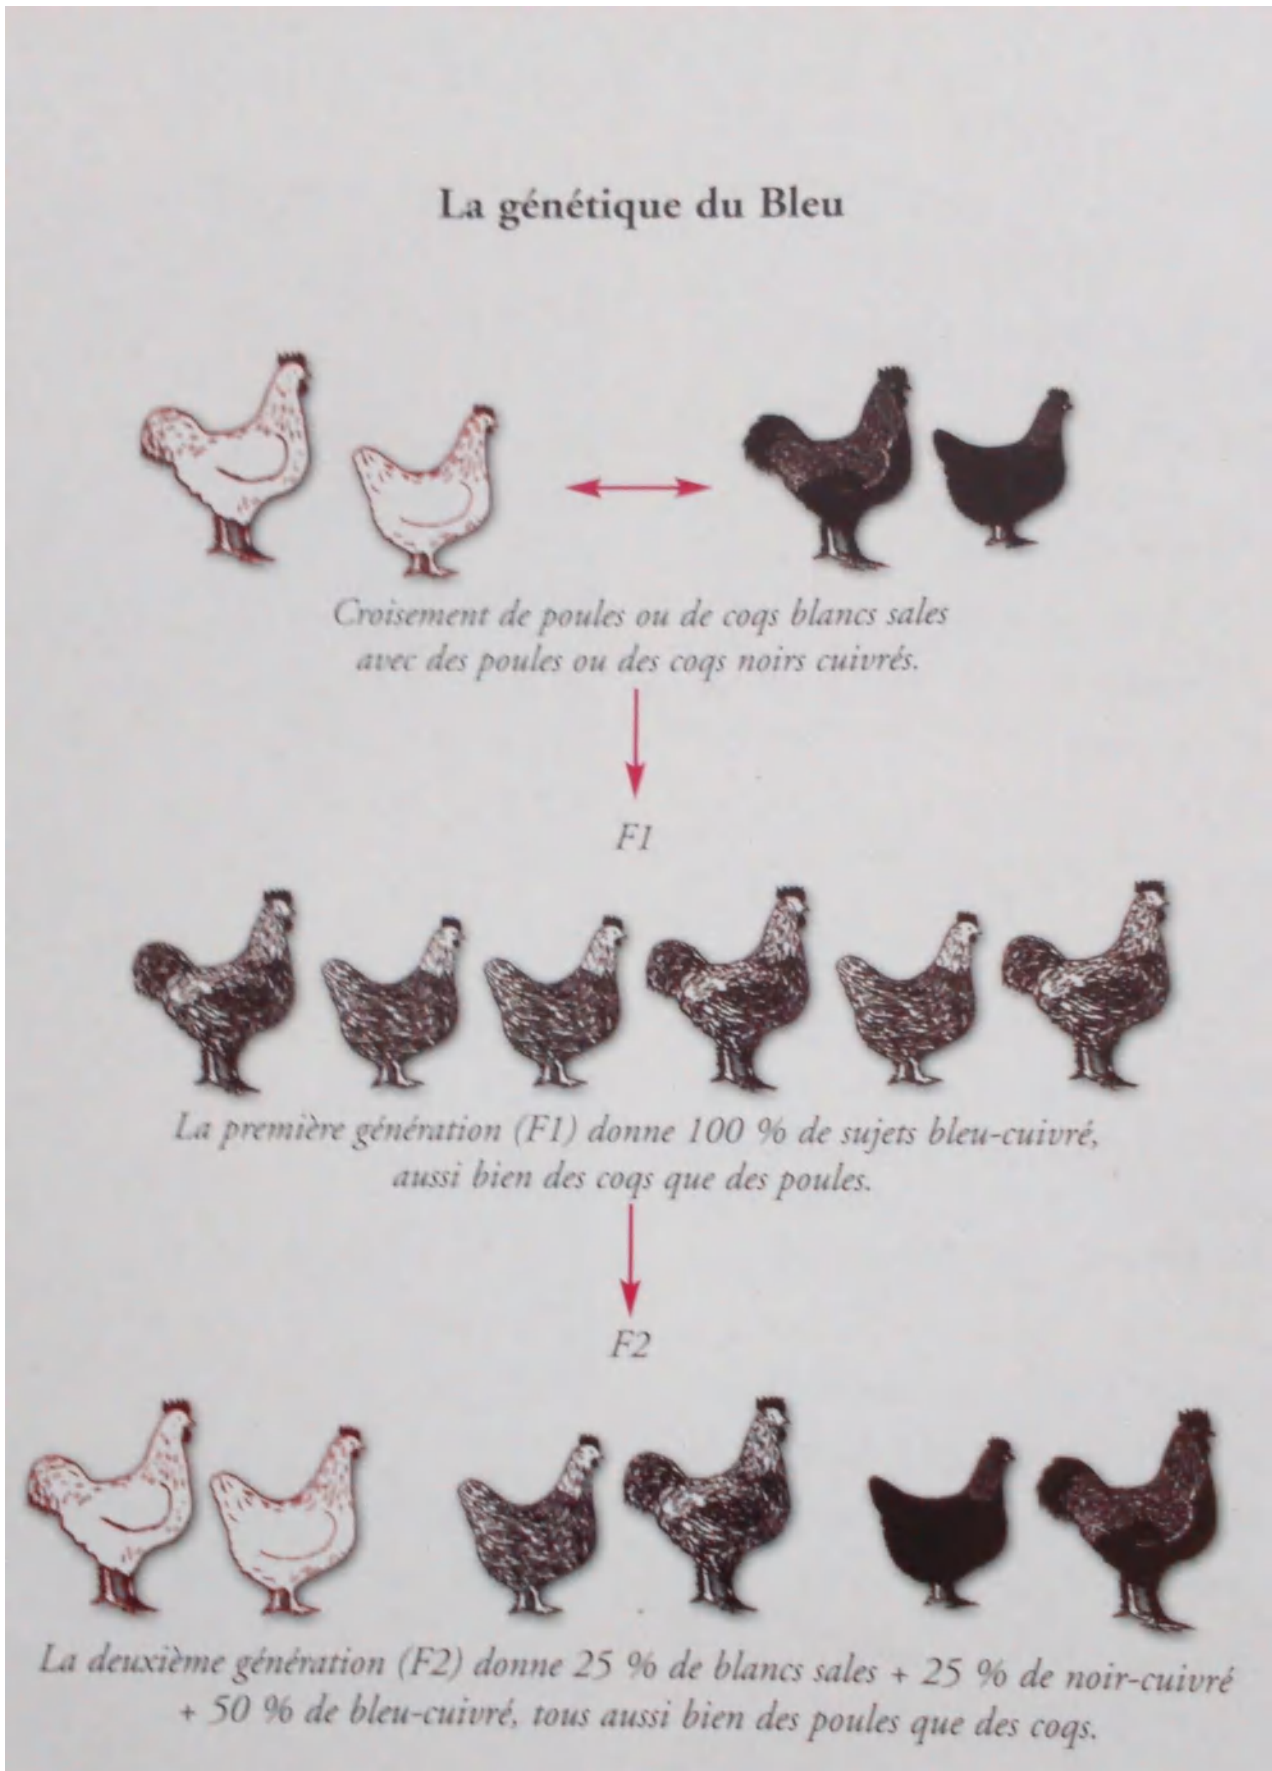 La génétique du Bleu
Croisement de poules ou de coqs blancs sales
avec des poules ou des coqs noirs cuivrés.
F1
La première génération (F1) donne 100 % de sujets bleu-cuivré,
aussi bien des coqs que des poules.
F2
La deuxième génération (F2) donne 25 % de blancs sales + 25 % de noir-cuivré
+ 50 % de bleu-cuivré, tous aussi bien des poules que des coqs.